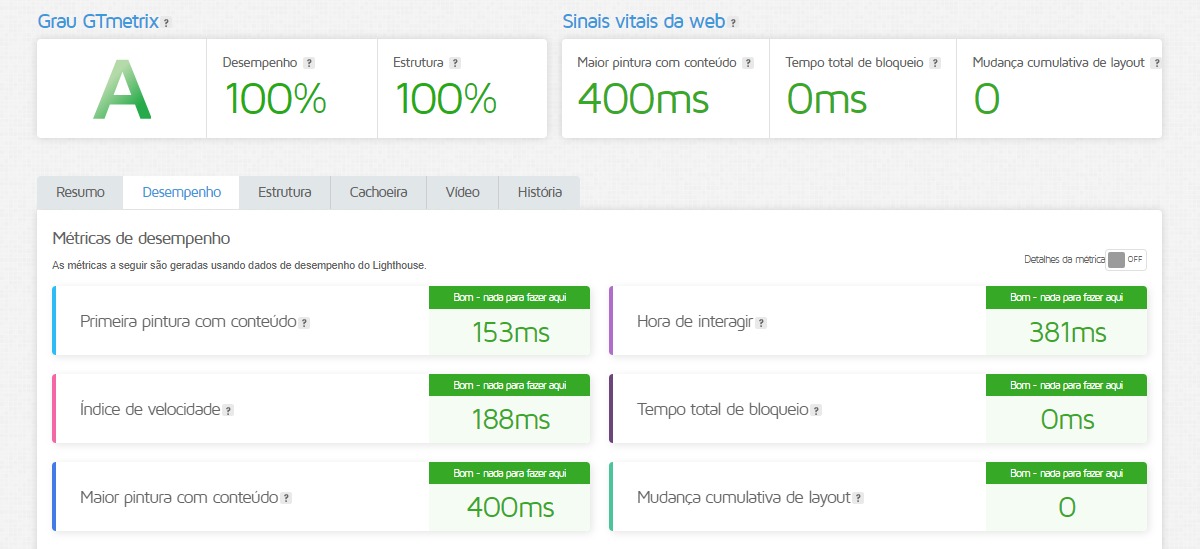 Grau GTmetrix ?
Sinais vitais da web ?
A
Desempenho ?
100%
Estrutura ?
100%
Maior pintura com conteúdo ?
400ms
Tempo total de bloqueio ?
0ms
Mudança cumulativa de layout ?
0
Resumo
Desempenho
Estrutura
Cachoeira
Vídeo
História
Métricas de desempenho
As métricas a seguir são geradas usando dados de desempenho do Lighthouse.
Detalhes da métrica OFF
Primeira pintura com conteúdo ?
Bom - nada para fazer aqui
153ms
Hora de interagir ?
Bom - nada para fazer aqui
381ms
Índice de velocidade ?
Bom - nada para fazer aqui
188ms
Tempo total de bloqueio ?
Bom - nada para fazer aqui
0ms
Maior pintura com conteúdo ?
Bom - nada para fazer aqui
400ms
Mudança cumulativa de layout ?
Bom - nada para fazer aqui
0